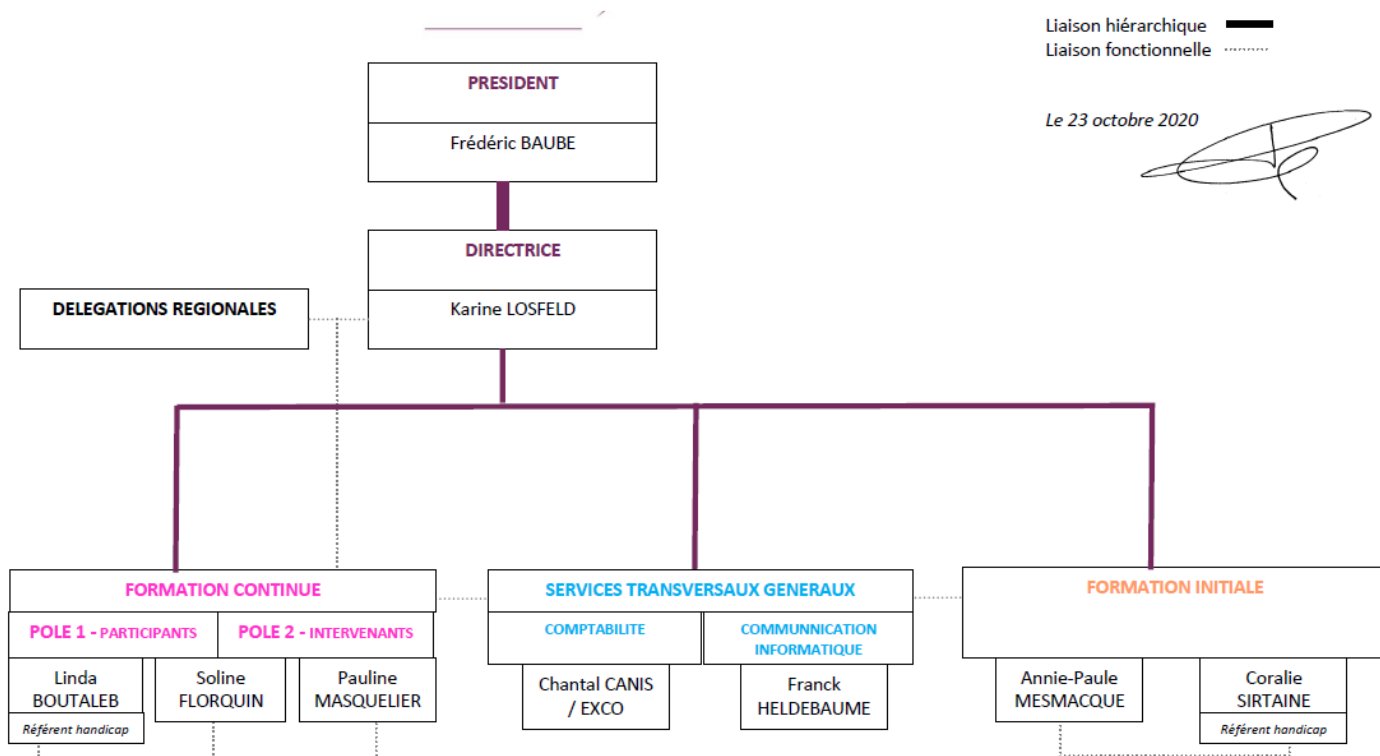 Liaison hiérarchique
Liaison fonctionnelle
Le 23 octobre 2020
PRESIDENT
Frédéric BAUBE
DIRECTRICE
Karine LOSFELD
DELEGATIONS REGIONALES
FORMATION CONTINUE
POLE 1 - PARTICIPANTS
POLE 2 - INTERVENANTS
Linda
BOUTALEB
Référent handicap
Soline
FLORQUIN
Pauline
MASQUELIER
SERVICES TRANSVERSAUX GENERAUX
COMPTABILITE
COMMUNNICATION
INFORMATIQUE
Chantal CANIS
/ EXCO
Franck
HELDEBAUME
FORMATION INITIALE
Annie-Paule
MESMACQUE
Coralie
SIRTAINE
Référent handicap